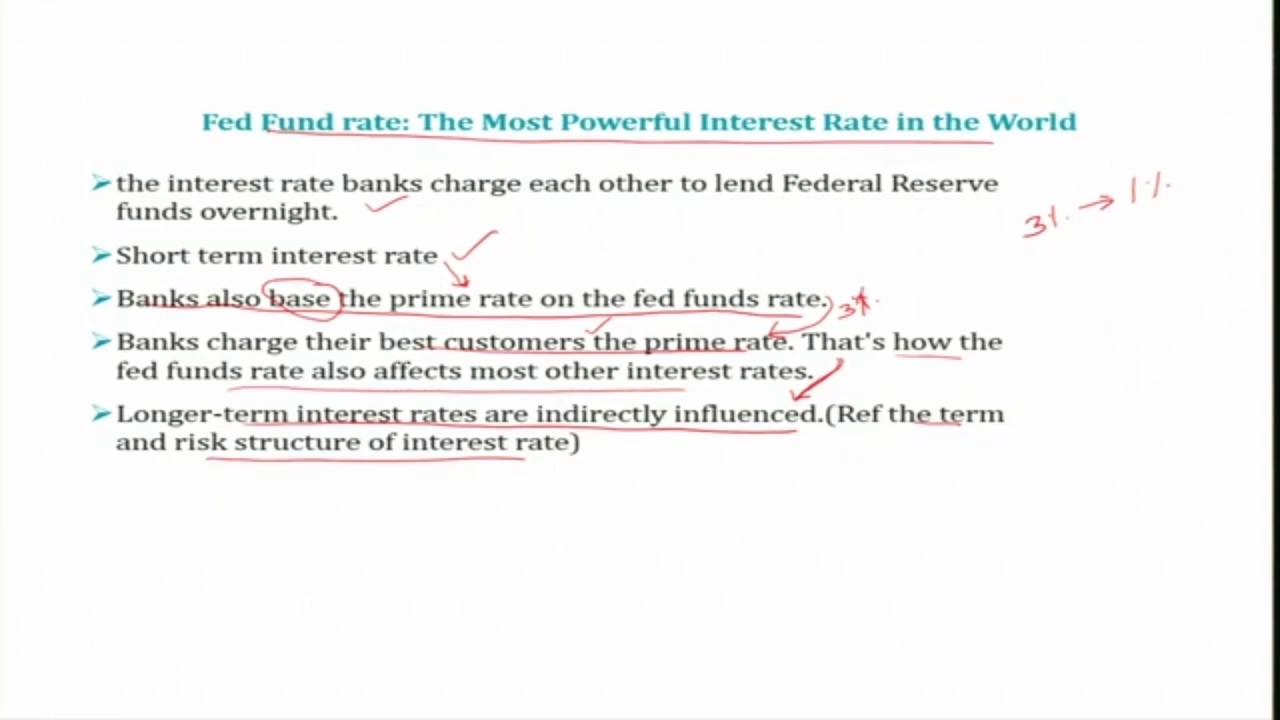 Fed Fund rate: The Most Powerful Interest Rate in the World
➢the interest rate banks charge each other to lend Federal Reserve
funds overnight.
3% → 1%
➢Short term interest rate
➢Banks also base the prime rate on the fed funds rate.
3%
➢Banks charge their best customers the prime rate. That's how the
fed funds rate also affects most other interest rates.
➢Longer-term interest rates are indirectly influenced.(Ref the term
and risk structure of interest rate)